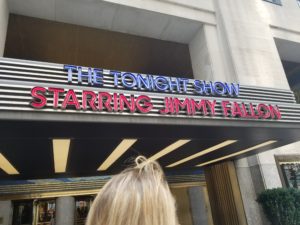 THE TONIGHT SHOW
STARRING JIMMY FALLON